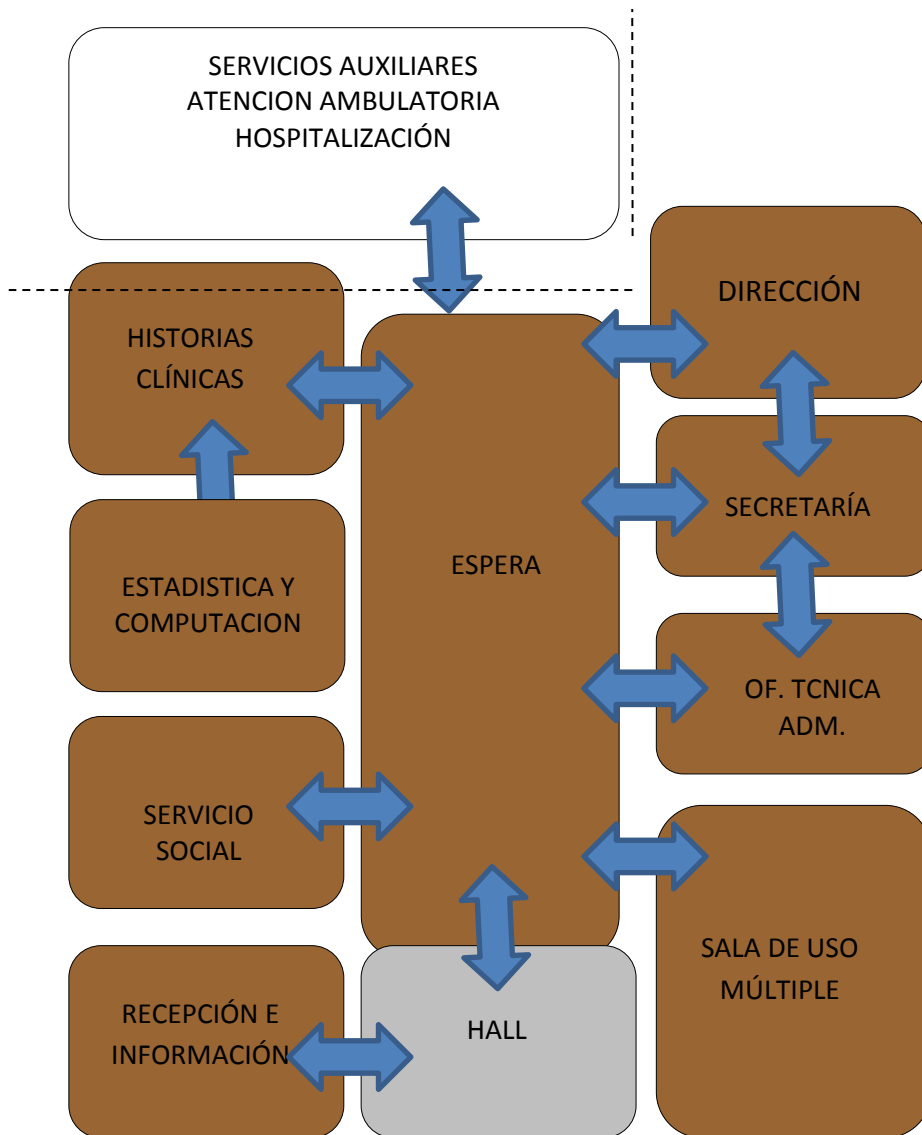 SERVICIOS AUXILIARES
ATENCION AMBULATORIA
HOSPITALIZACIÓN
DIRECCIÓN
HISTORIAS
CLÍNICAS
SECRETARÍA
ESPERA
ESTADISTICA Y
COMPUTACION
OF. TCNICA
ADM.
SERVICIO
SOCIAL
SALA DE USO
MÚLTIPLE
RECEPCIÓN E
INFORMACIÓN
HALL